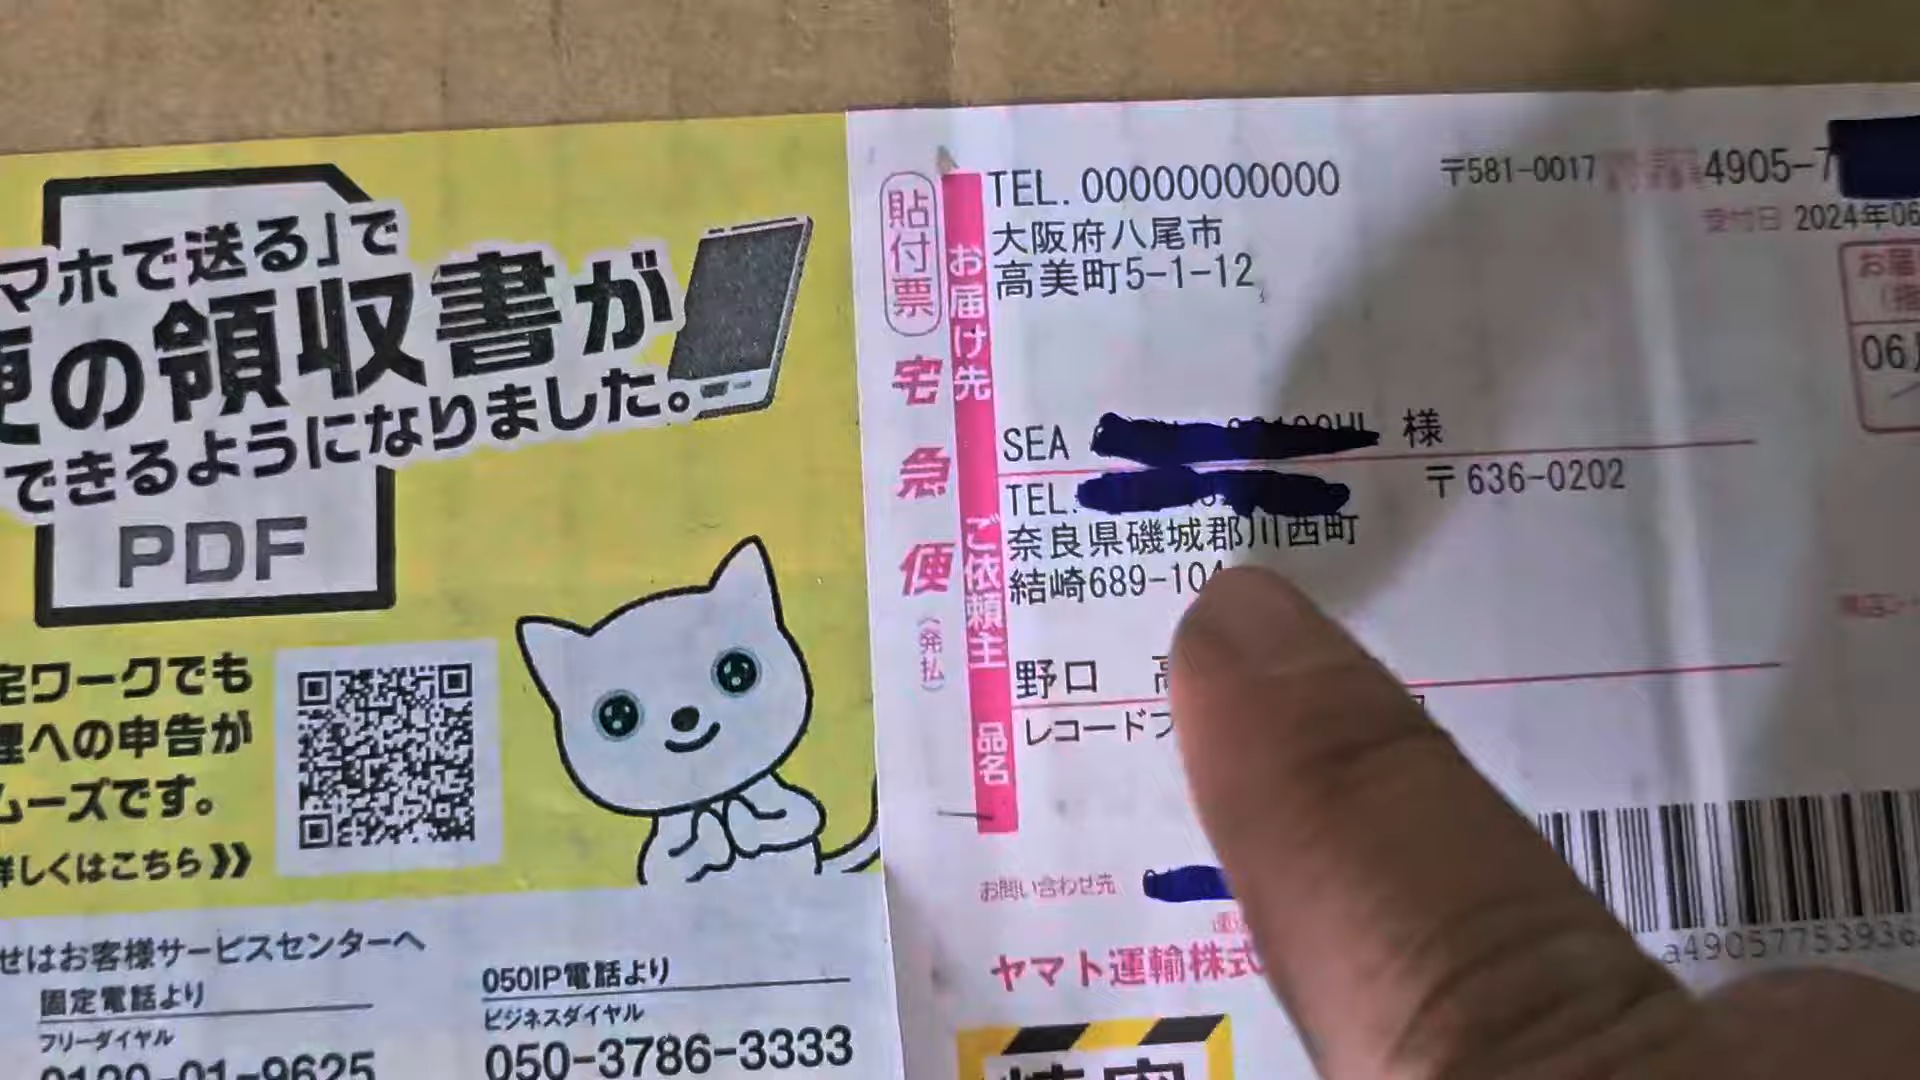 マホで送る」で
の領収書が
できるようになりました。
PDF
宅ワークでも
理への申告が
ムーズです。
詳しくはこちら》
せはお客様サービスセンターへ
固定電話より
フリーダイヤル
0120-01-9625
050IP電話より
ビジネスダイヤル
050-3786-3333
貼付票
宅急便
(発払)
お届け先
TEL.00000000000
〒581-0017
4905-7
大阪府八尾市
受付日 2024年06
高美町5-1-12
06
SEA
様
ご依頼主
TEL.
〒636-0202
奈良県磯城郡川西町
結崎689-10
野口
品名
レコードプ
お問い合わせ先
ヤマト運輸株式
a4905775393